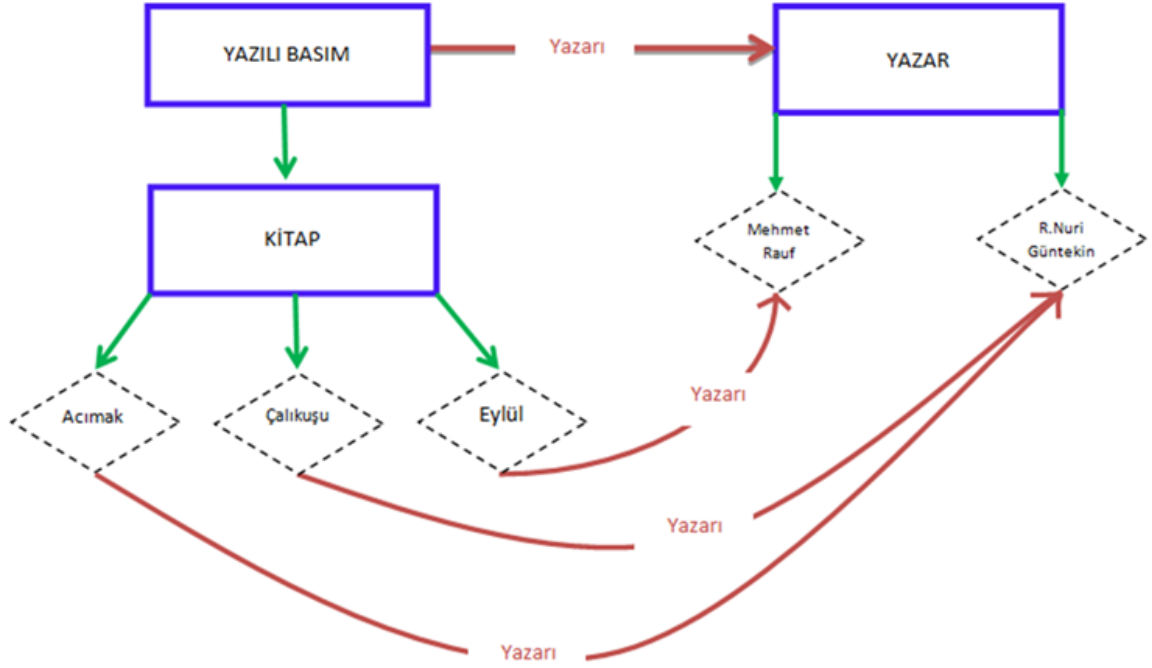 YAZILI BASIM
Yazarı
YAZAR
KİTAP
Mehmet
Rauf
R.Nuri
Güntekin
Acımak
Çalıkuşu
Eylül
Yazarı
Yazarı
Yazarı